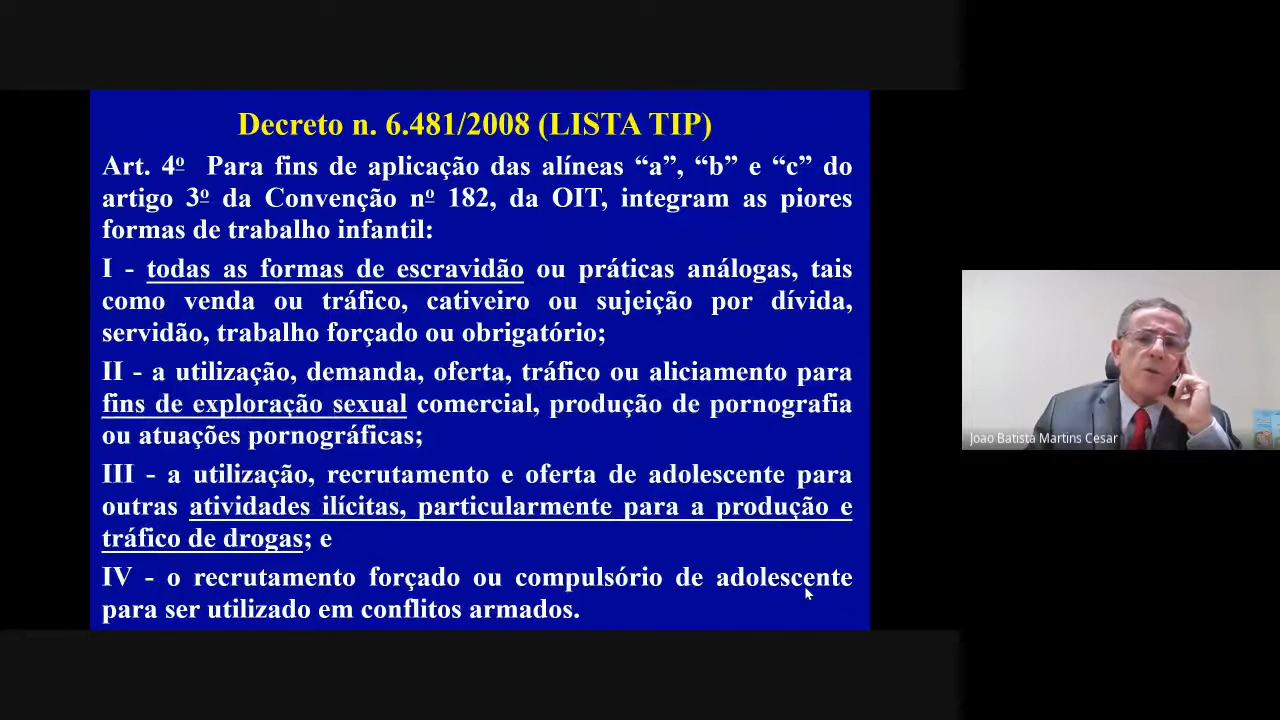 Decreto n. 6.481/2008 (LISTA TIP)
Art. 4º Para fins de aplicação das alíneas “a”, “b” e “c” do
artigo 3º da Convenção nº 182, da OIT, integram as piores
formas de trabalho infantil:
I - todas as formas de escravidão ou práticas análogas, tais
como venda ou tráfico, cativeiro ou sujeição por dívida,
servidão, trabalho forçado ou obrigatório;
II - a utilização, demanda, oferta, tráfico ou aliciamento para
fins de exploração sexual comercial, produção de pornografia
ou atuações pornográficas;
III - a utilização, recrutamento e oferta de adolescente para
outras atividades ilícitas, particularmente para a produção e
tráfico de drogas; e
IV - o recrutamento forçado ou compulsório de adolescente
para ser utilizado em conflitos armados.
Joao Batista Martins Cesar